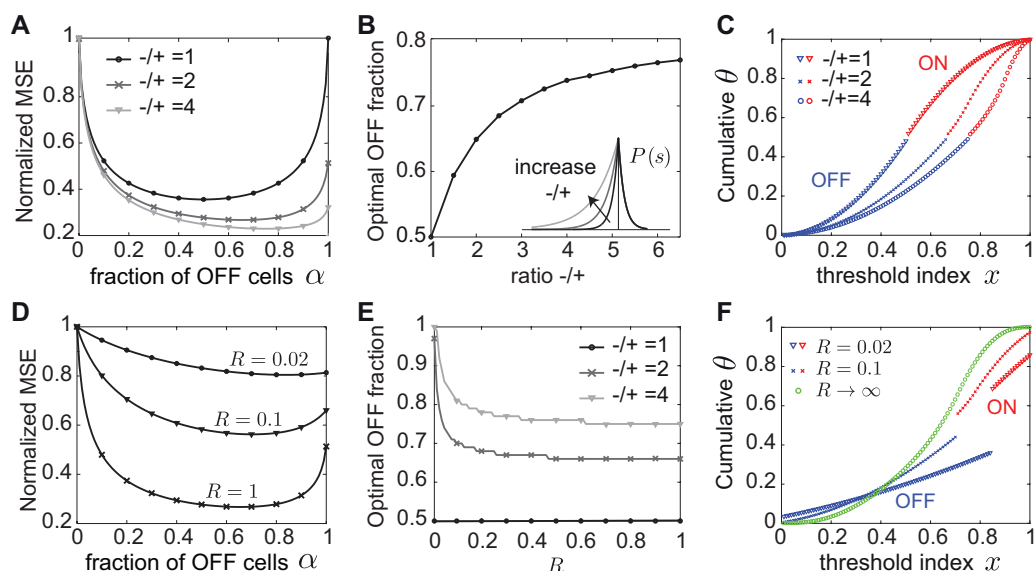 A
Normalized MSE
1
0.8
0.6
0.4
0.2
-/+ =1
-/+ =2
-/+ =4
0 0.2 0.4 0.6 0.8 1
fraction of OFF cells α
B
Optimal OFF fraction
0.8
0.7
0.6
0.5
increase
-/+
P(s)
1 2 3 4 5 6
ratio -/+
C
Cumulative θ
1
0.8
0.6
0.4
0.2
0
-/+=1
-/+=2
-/+=4
ON
OFF
0 0.2 0.4 0.6 0.8 1
threshold index x
D
Normalized MSE
1
0.8
0.6
0.4
0.2
R = 0.02
R = 0.1
R = 1
0 0.2 0.4 0.6 0.8 1
fraction of OFF cells α
E
Optimal OFF fraction
1
0.9
0.8
0.7
0.6
0.5
-/+ =1
-/+ =2
-/+ =4
0 0.2 0.4 0.6 0.8 1
R
F
Cumulative θ
1
0.8
0.6
0.4
0.2
0
R = 0.02
R = 0.1
R → ∞
ON
OFF
0 0.2 0.4 0.6 0.8 1
threshold index x